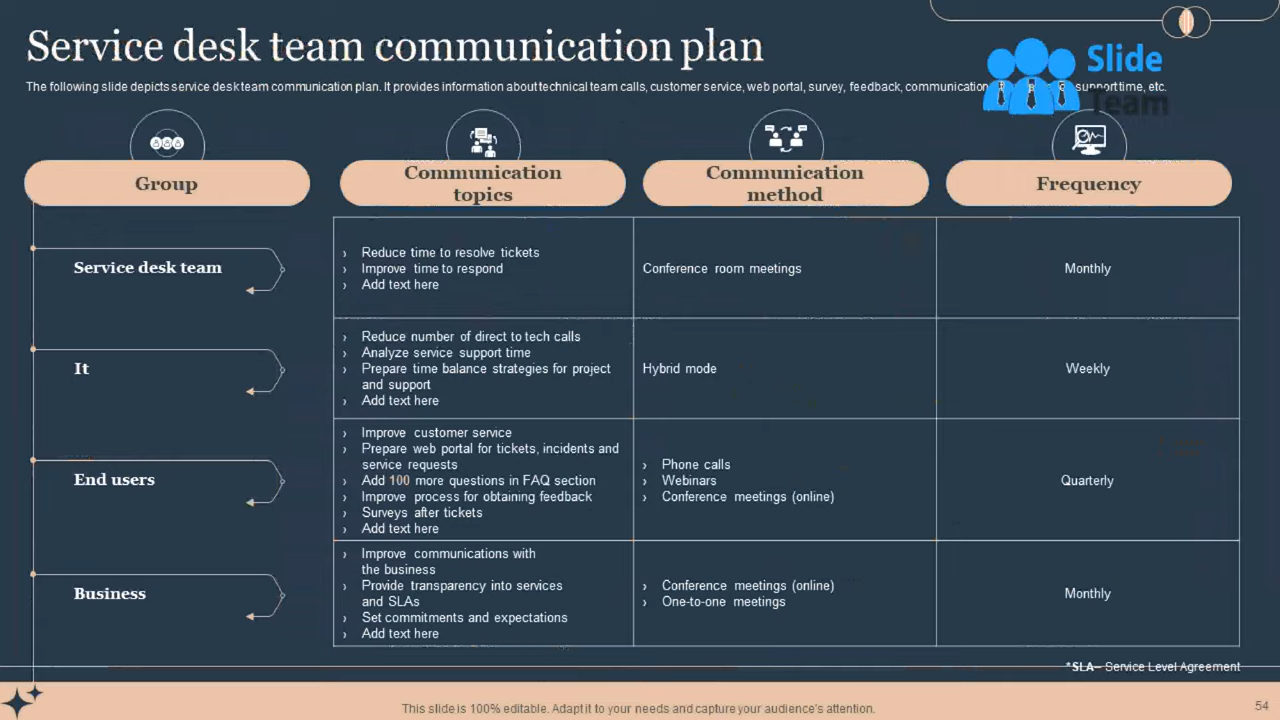 Service desk team communication plan
Slide
Team
The following slide depicts service desk team communication plan. It provides information about technical team calls, customer service, web portal, survey, feedback, communication, support time, etc.
Group
Communication
topics
Communication
method
Frequency
Service desk team
› Reduce time to resolve tickets
› Improve time to respond
› Add text here
Conference room meetings
Monthly
It
› Reduce number of direct to tech calls
› Analyze service support time
› Prepare time balance strategies for project
and support
› Add text here
Hybrid mode
Weekly
End users
› Improve customer service
› Prepare web portal for tickets, incidents and
service requests
› Add 100 more questions in FAQ section
› Improve process for obtaining feedback
› Surveys after tickets
› Add text here
› Phone calls
› Webinars
› Conference meetings (online)
Quarterly
Business
› Improve communications with
the business
› Provide transparency into services
and SLAs
› Set commitments and expectations
› Add text here
› Conference meetings (online)
› One-to-one meetings
Monthly
*SLA– Service Level Agreement
This slide is 100% editable. Adapt it to your needs and capture your audience's attention.
54